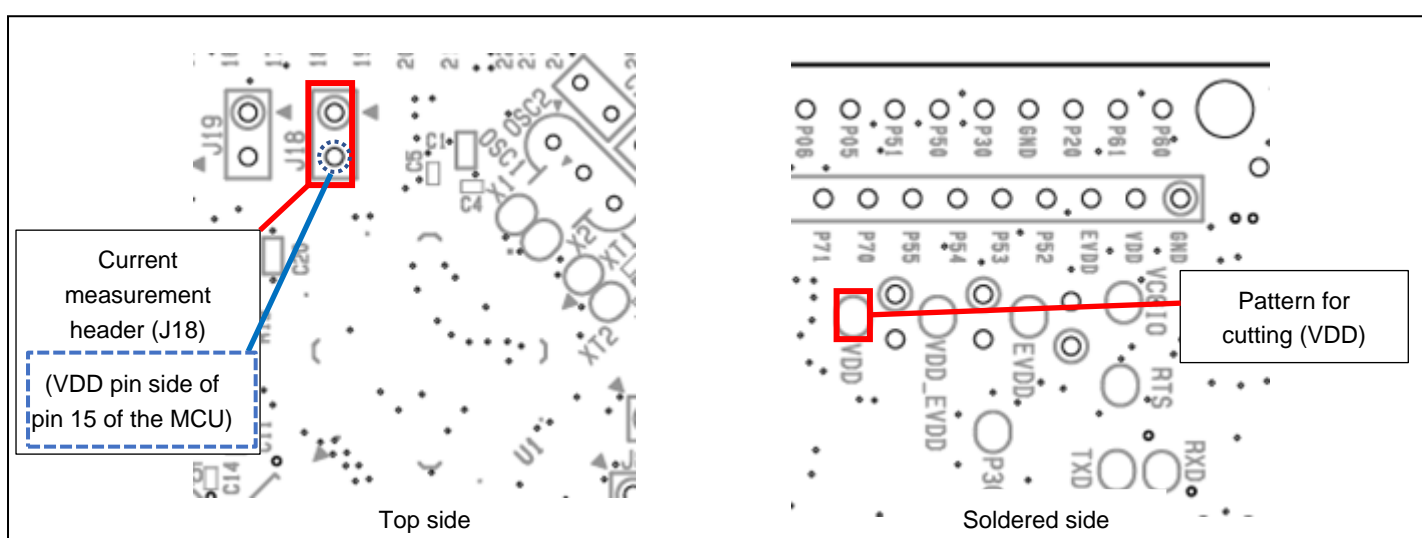 J19
J18
C1
C5
C4
OSC1
OSC2
X1
X2
XT1
XT2
C20
C11
C14
U1
Current
measurement
header (J18)
(VDD pin side of
pin 15 of the MCU)
Top side
P06 P05 P51 P50 P30 GND P20 P61 P60
P71 P70 P55 P54 P53 P52 EVDD VDD GND
VDD
VDD_EVDD
EVDD
RTS
TXD
RXD
Pattern for
cutting (VDD)
Soldered side